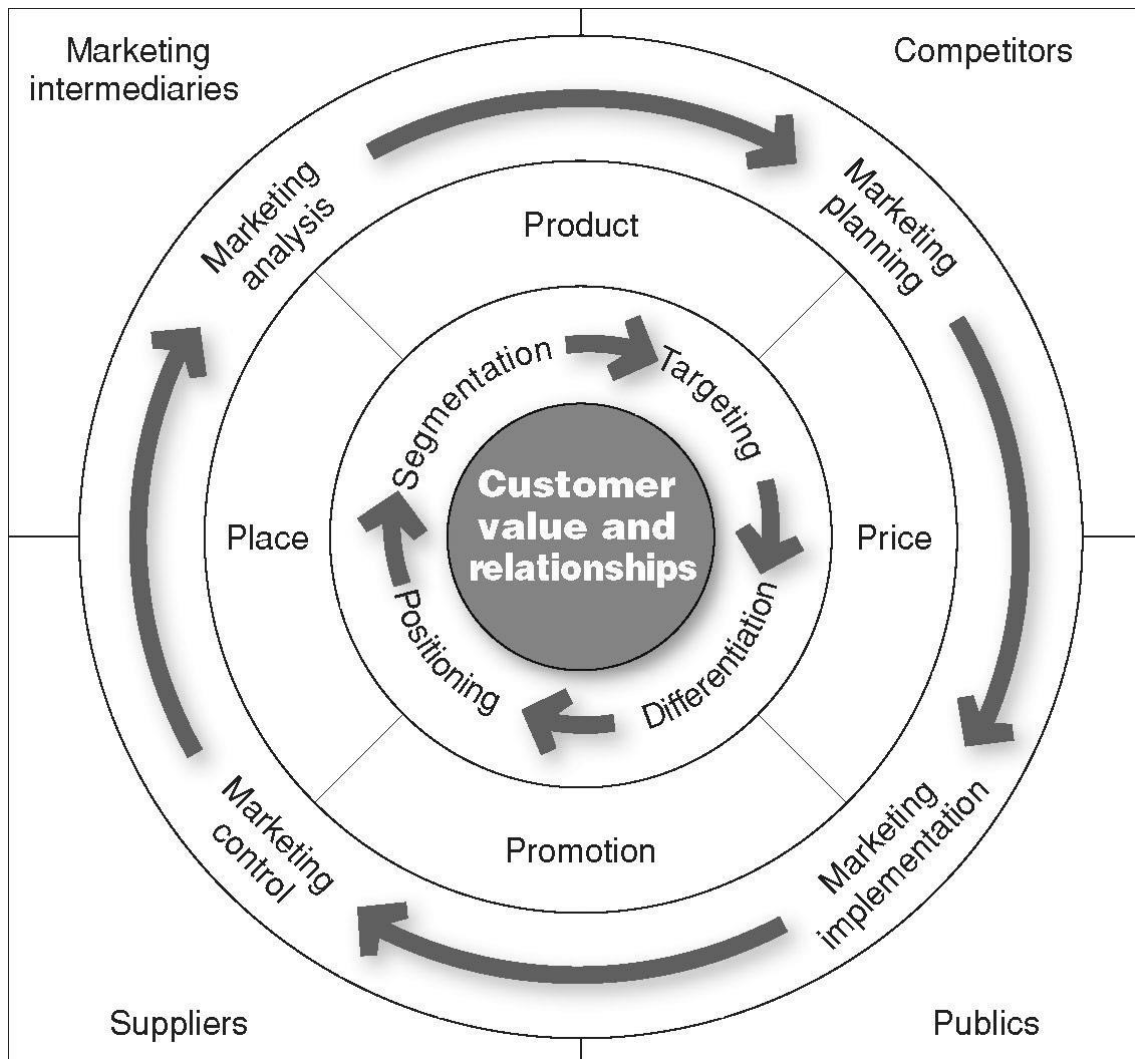 Marketing
intermediaries
Competitors
Marketing
analysis
Marketing
planning
Product
Segmentation
Targeting
Customer
value and
relationships
Place
Price
Positioning
Differentiation
Promotion
Marketing
control
Marketing
implementation
Suppliers
Publics